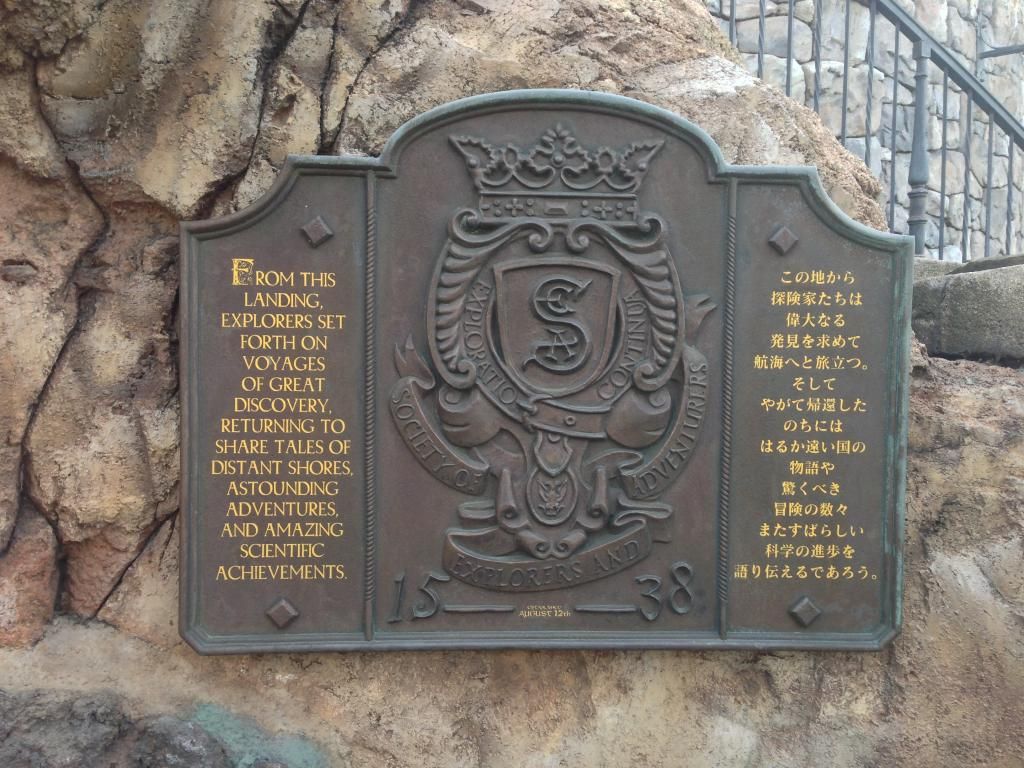 FROM THIS
LANDING,
EXPLORERS SET
FORTH ON
VOYAGES
OF GREAT
DISCOVERY,
RETURNING TO
SHARE TALES OF
DISTANT SHORES,
ASTOUNDING
ADVENTURES,
AND AMAZING
SCIENTIFIC
ACHIEVEMENTS.
EXPLORATIO
CONTINUA
SEA
SOCIETY OF
EXPLORERS AND
ADVENTURERS
15 38
AUGUST 12th
この地から
探険家たちは
偉大なる
発見を求めて
航海へと旅立つ。
そして
やがて帰還した
のちには
はるか遠い国の
物語や
驚くべき
冒険の数々
またすばらしい
科学の進歩を
語り伝えるであろう。